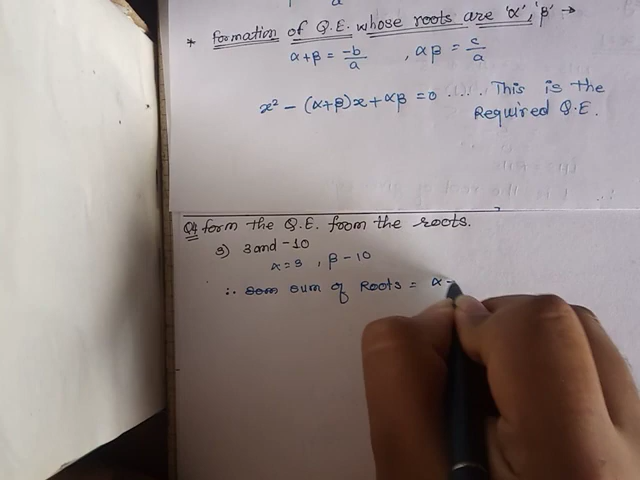 * Formation of Q.E. whose roots are 'α', 'β' →
α+β = -b/a , αβ = c/a
x² - (α+β)x + αβ = 0 ..... This is the
Required Q.E.
Q4 form the Q.E. from the roots.
3 and -10
α = 3 , β - 10
∴ sum of Roots = α